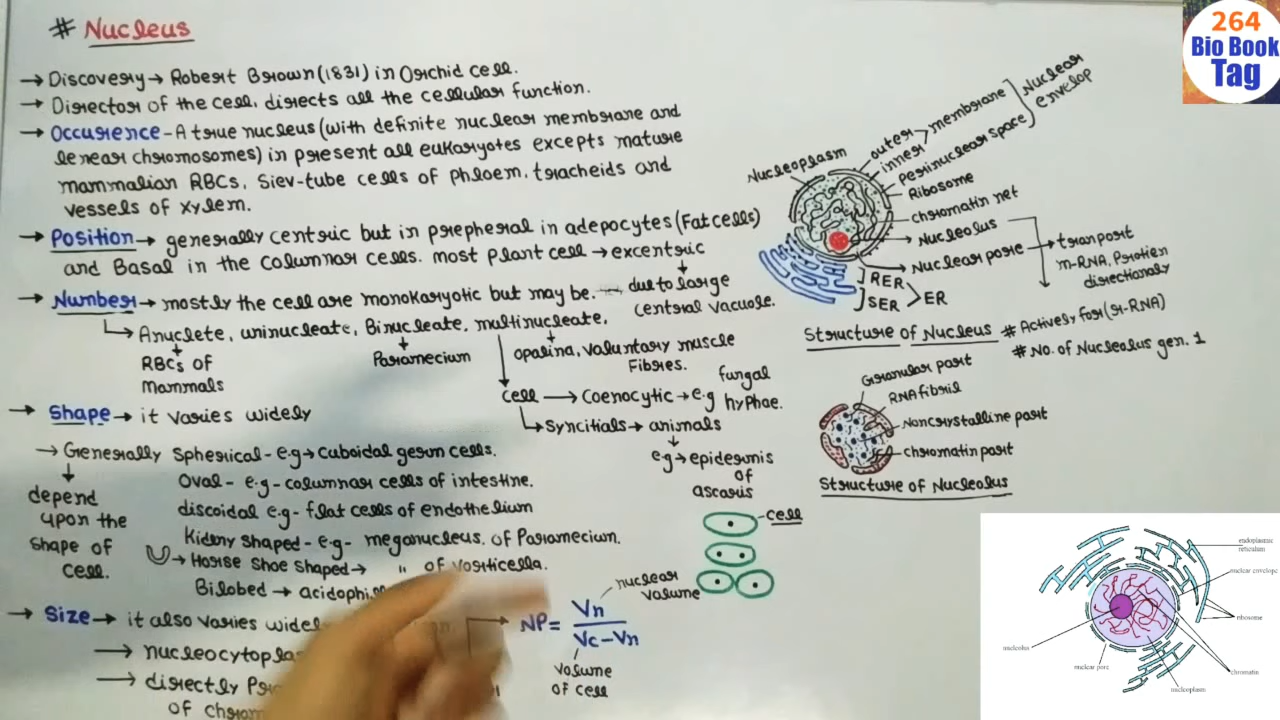 # Nucleus
264
Bio Book
Tag
→ Discovery → Robert Brown (1831) in Orchid cell.
→ Director of the cell, directs all the cellular function.
→ Occurence - A true nucleus (with definite nuclear membrane and
lenear chromosomes) in present all eukaryotes excepts mature
mammalian RBCs, Siev-tube cells of phloem, tracheids and
vessels of xylem.
→ Position → generally centric but in prepheral in adepocytes (Fat cells)
and Basal in the columnar cells. most plant cell → excentric
↓
due to large
central vacuole.
→ Number → mostly the cell are monokaryotic but may be.
↳ Anuclete, uninucleate, Binucleate, multinucleate,
RBCs of
Mammals
Paramecium
opalina, voluntary muscle
Fibres.
cell → Coenocytic → e.g fungal
hyphae.
↳ Syncitials → animals
↓
eg → epidermis
of
ascaris
cell
→ Shape → it varies widely
→ Generally Spherical - e.g → cuboidal germ cells.
↓
depend
upon the
shape of
cell.
Oval - e.g - columnar cells of intestine.
discoidal e.g - flat cells of endothelium
Kideny shaped - e.g - meganucleus, of Paramecium.
→ Horse Shoe Shaped → " of vorticella.
Bilobed → acidophi
→ Size → it also varies widel
→ nucleocytopla
→ directly
of chrom
NP = Vn / Vc - Vn
nuclear
volume
volume
of cell
Nucleoplasm
outer
inner
membrane
Perinuclear space
Nuclear
envelop
Ribosome
chromatin net
Nucleolus
Nuclear pore
transport
m-RNA, Protien
directionaly
RER
SER
ER
Structure of Nucleus
# Actively for (r-RNA)
# No. of Nucleolus gen. 1
Granular part
RNA fibril
Noncrystalline part
chromatin part
Structure of Nucleolus
endoplasmic
reticulum
nuclear envelope
ribosome
chromatin
nucleoplasm
nuclear pore
nucleolus